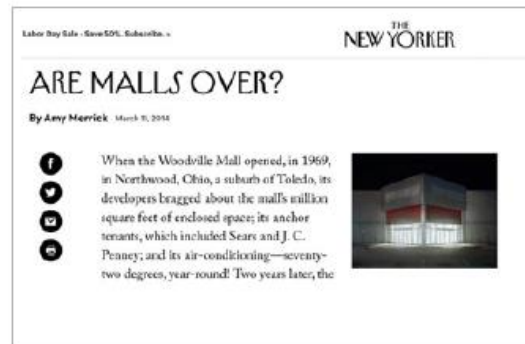 Labor Day Sale - Save 50%. Subscribe. »
THE
NEW YORKER
ARE MALLS OVER?
By Amy Merrick March 11, 2014
When the Woodville Mall opened, in 1969,
in Northwood, Ohio, a suburb of Toledo, its
developers bragged about the mall's million
square feet of enclosed space; its anchor
tenants, which included Sears and J. C.
Penney; and its air-conditioning—seventy-
two degrees, year-round! Two years later, the